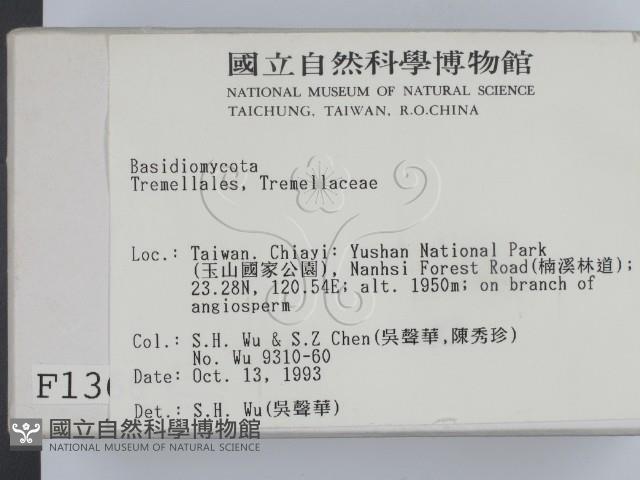 國立自然科學博物館
NATIONAL MUSEUM OF NATURAL SCIENCE
TAICHUNG, TAIWAN, R.O.CHINA
Basidiomycota
Tremellales, Tremellaceae
Loc.: Taiwan. Chiayi: Yushan National Park
(玉山國家公園), Nanhsi Forest Road(楠溪林道);
23.28N, 120.54E; alt. 1950m; on branch of
angiosperm
Col.: S.H. Wu & S.Z Chen(吳聲華,陳秀珍)
No. Wu 9310-60
Date: Oct. 13, 1993
Det.: S.H. Wu(吳聲華)
F13
國立自然科學博物館
NATIONAL MUSEUM OF NATURAL SCIENCE